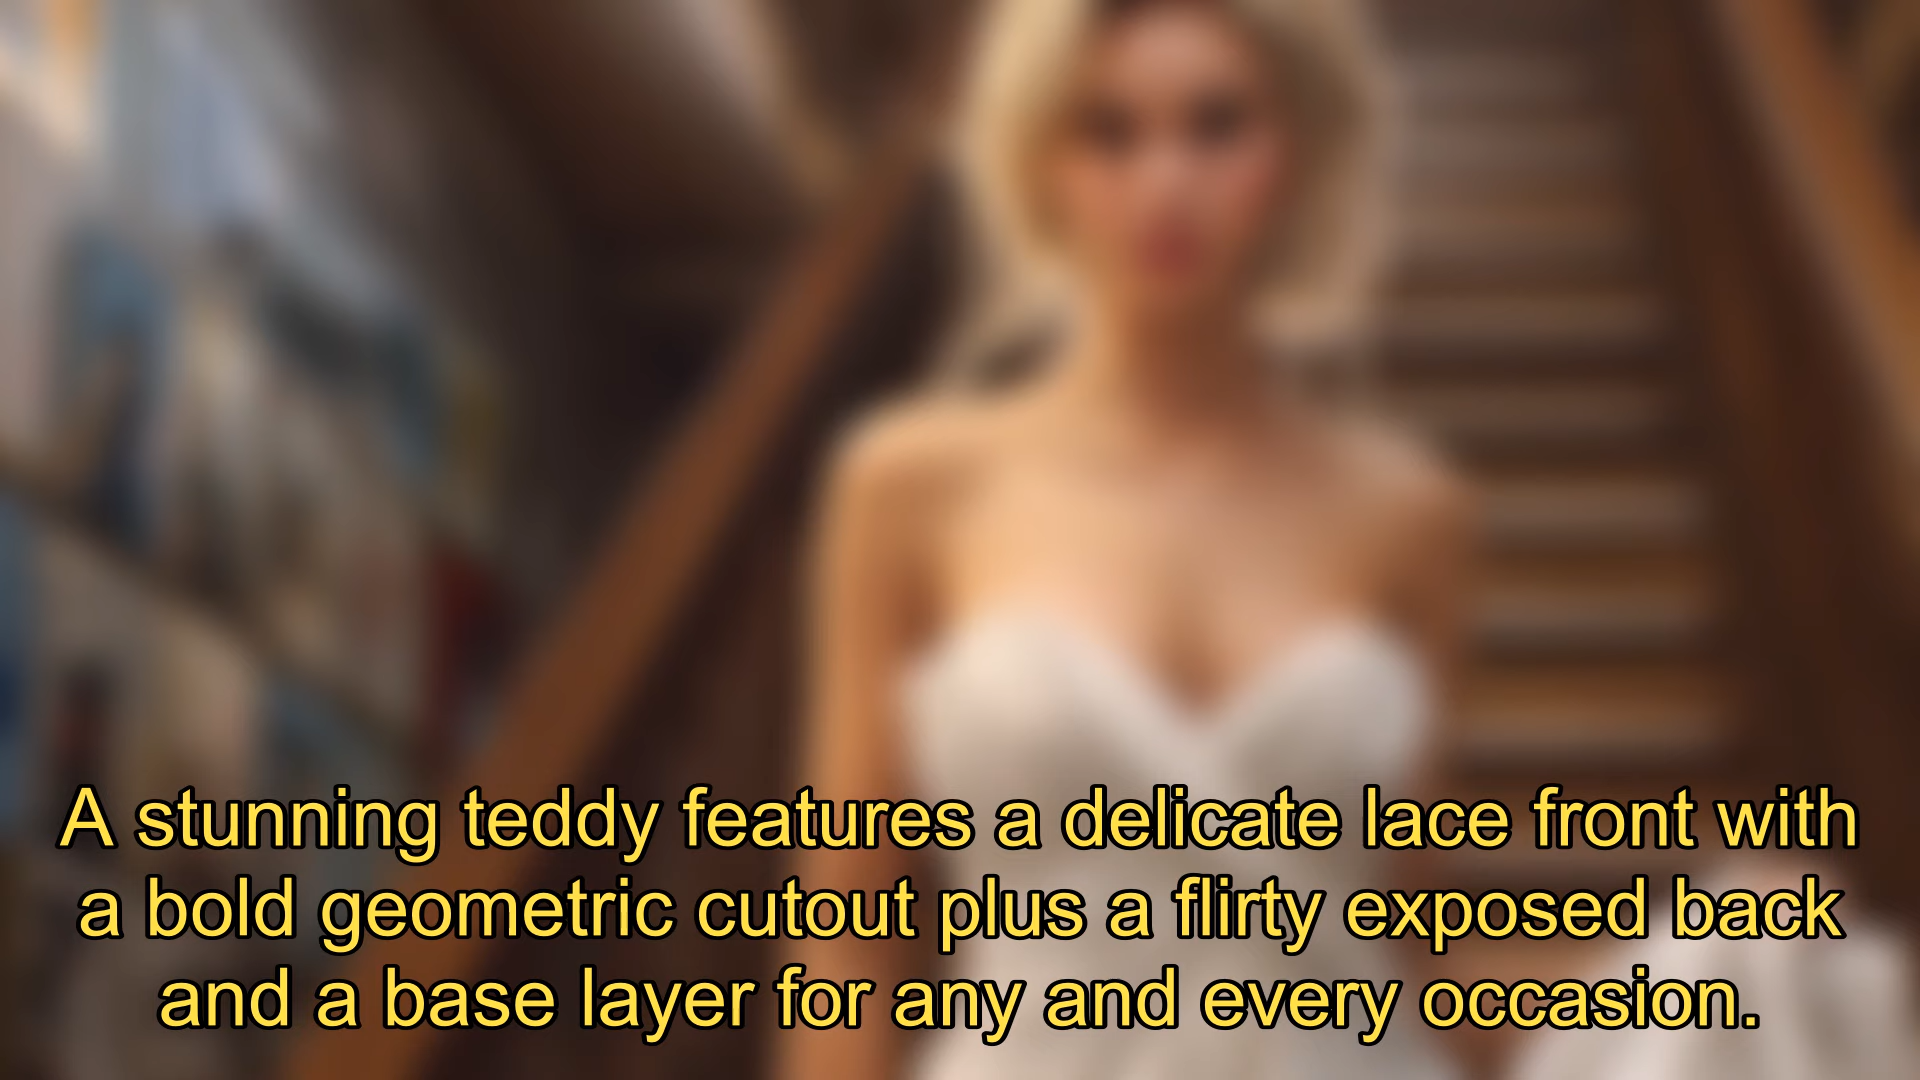 A stunning teddy features a delicate lace front with
a bold geometric cutout plus a flirty exposed back
and a base layer for any and every occasion.